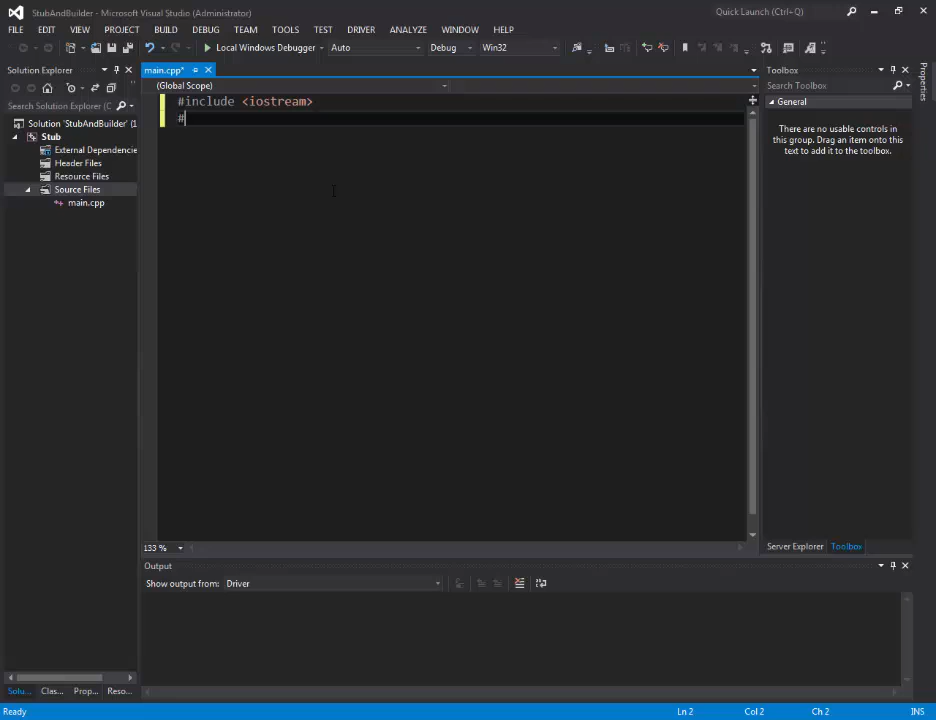 StubAndBuilder - Microsoft Visual Studio (Administrator)
Quick Launch (Ctrl+Q)
FILE EDIT VIEW PROJECT BUILD DEBUG TEAM TOOLS TEST DRIVER ANALYZE WINDOW HELP
Local Windows Debugger Auto Debug Win32
Solution Explorer
main.cpp*
Toolbox
Properties
(Global Scope)
Search Toolbox
Search Solution Explorer (
#include <iostream>
General
#
Solution 'StubAndBuilder' (1
Stub
External Dependencie
Header Files
Resource Files
Source Files
main.cpp
There are no usable controls in
this group. Drag an item onto this
text to add it to the toolbox.
133 %
Server Explorer Toolbox
Output
Show output from: Driver
Solu... Clas... Prop... Reso...
Ready Ln 2 Col 2 Ch 2 INS